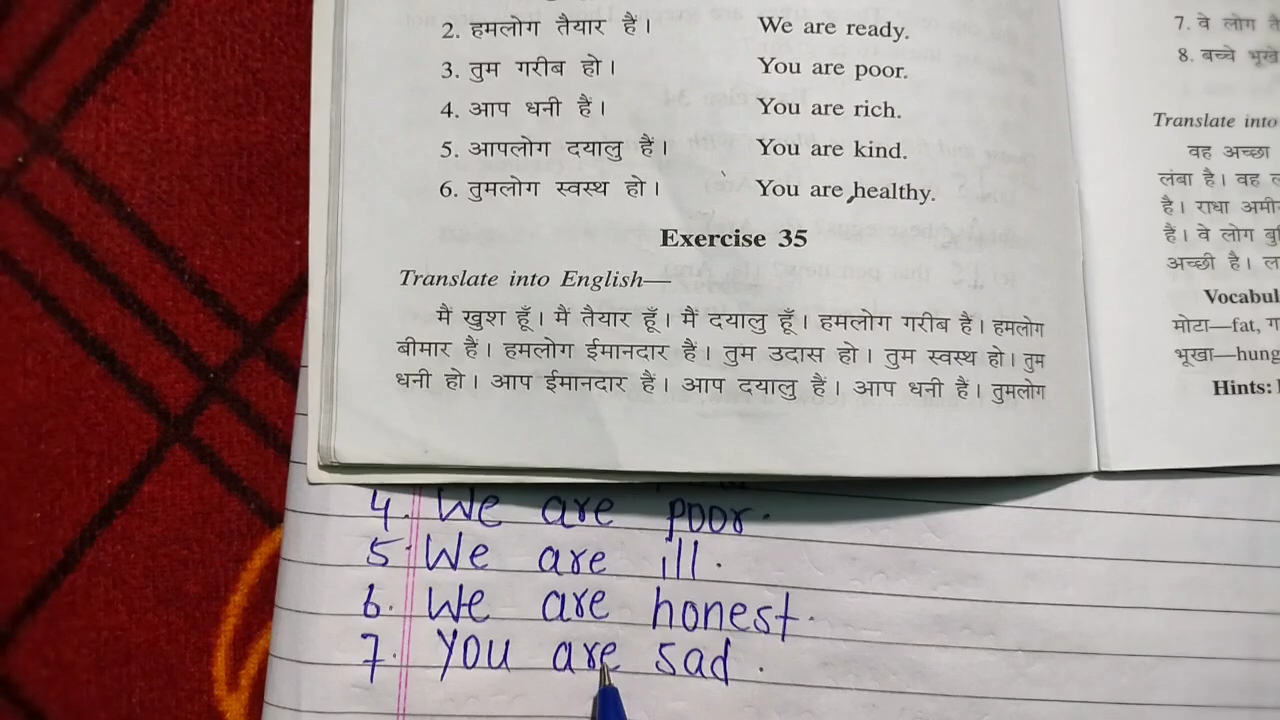 2. हमलोग तैयार हैं। We are ready.
3. तुम गरीब हो। You are poor.
4. आप धनी हैं। You are rich.
5. आपलोग दयालु हैं। You are kind.
6. तुमलोग स्वस्थ हो। You are healthy.
Exercise 35
Translate into English—
मैं खुश हूँ। मैं तैयार हूँ। मैं दयालु हूँ। हमलोग गरीब हैं। हमलोग
बीमार हैं। हमलोग ईमानदार हैं। तुम उदास हो। तुम स्वस्थ हो। तुम
धनी हो। आप ईमानदार हैं। आप दयालु हैं। आप धनी हैं। तुमलोग
7. वे लोग
8. बच्चे भूखे
Translate into
वह अच्छा
लंबा है। वह
है। राधा
हैं। वे लोग
अच्छी है।
मोटा—fat,
भूखा—
Hints:
4. We are poor.
5. We are ill.
6. We are honest.
7. You are sad.